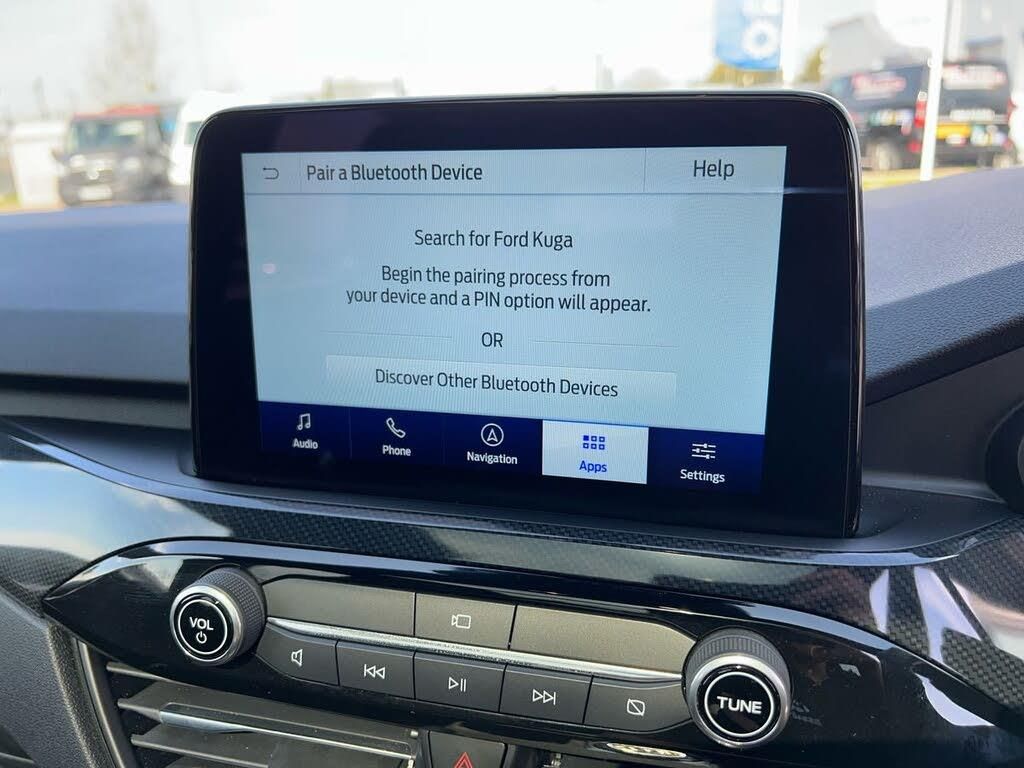 Pair a Bluetooth Device
Help
Search for Ford Kuga
Begin the pairing process from
your device and a PIN option will appear.
OR
Discover Other Bluetooth Devices
Audio
Phone
Navigation
Apps
Settings
VOL
TUNE